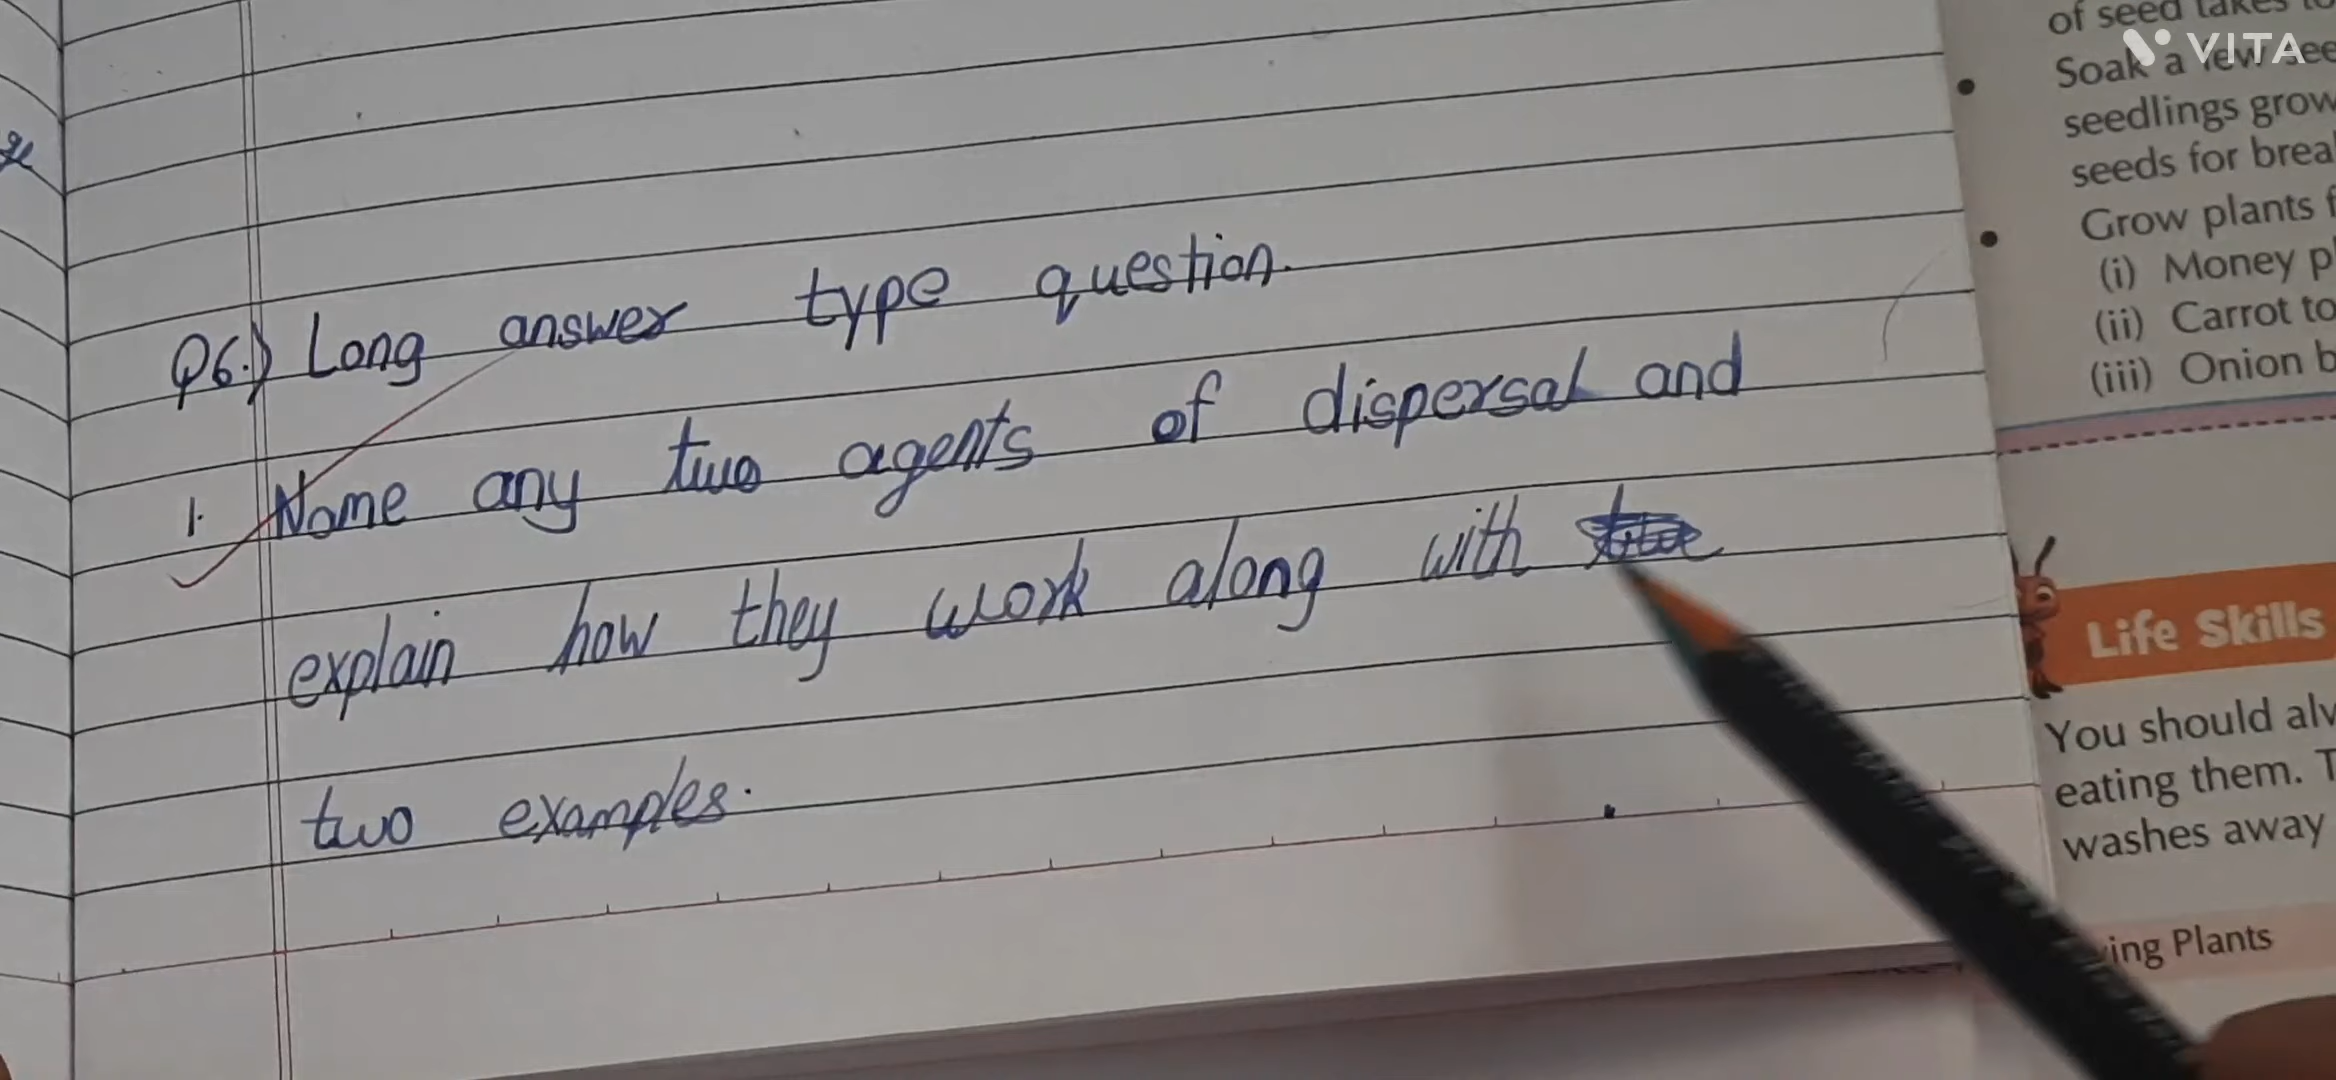 Q6.) Long answer type question.
1. Name any two agents of dispersal and
explain how they work along with
two examples.
of seed takes
Soak a few see
seedlings grow
seeds for brea
Grow plants f
(i) Money pl
(ii) Carrot to
(iii) Onion b
Life Skills
You should alw
eating them. T
washes away
ing Plants
VITA